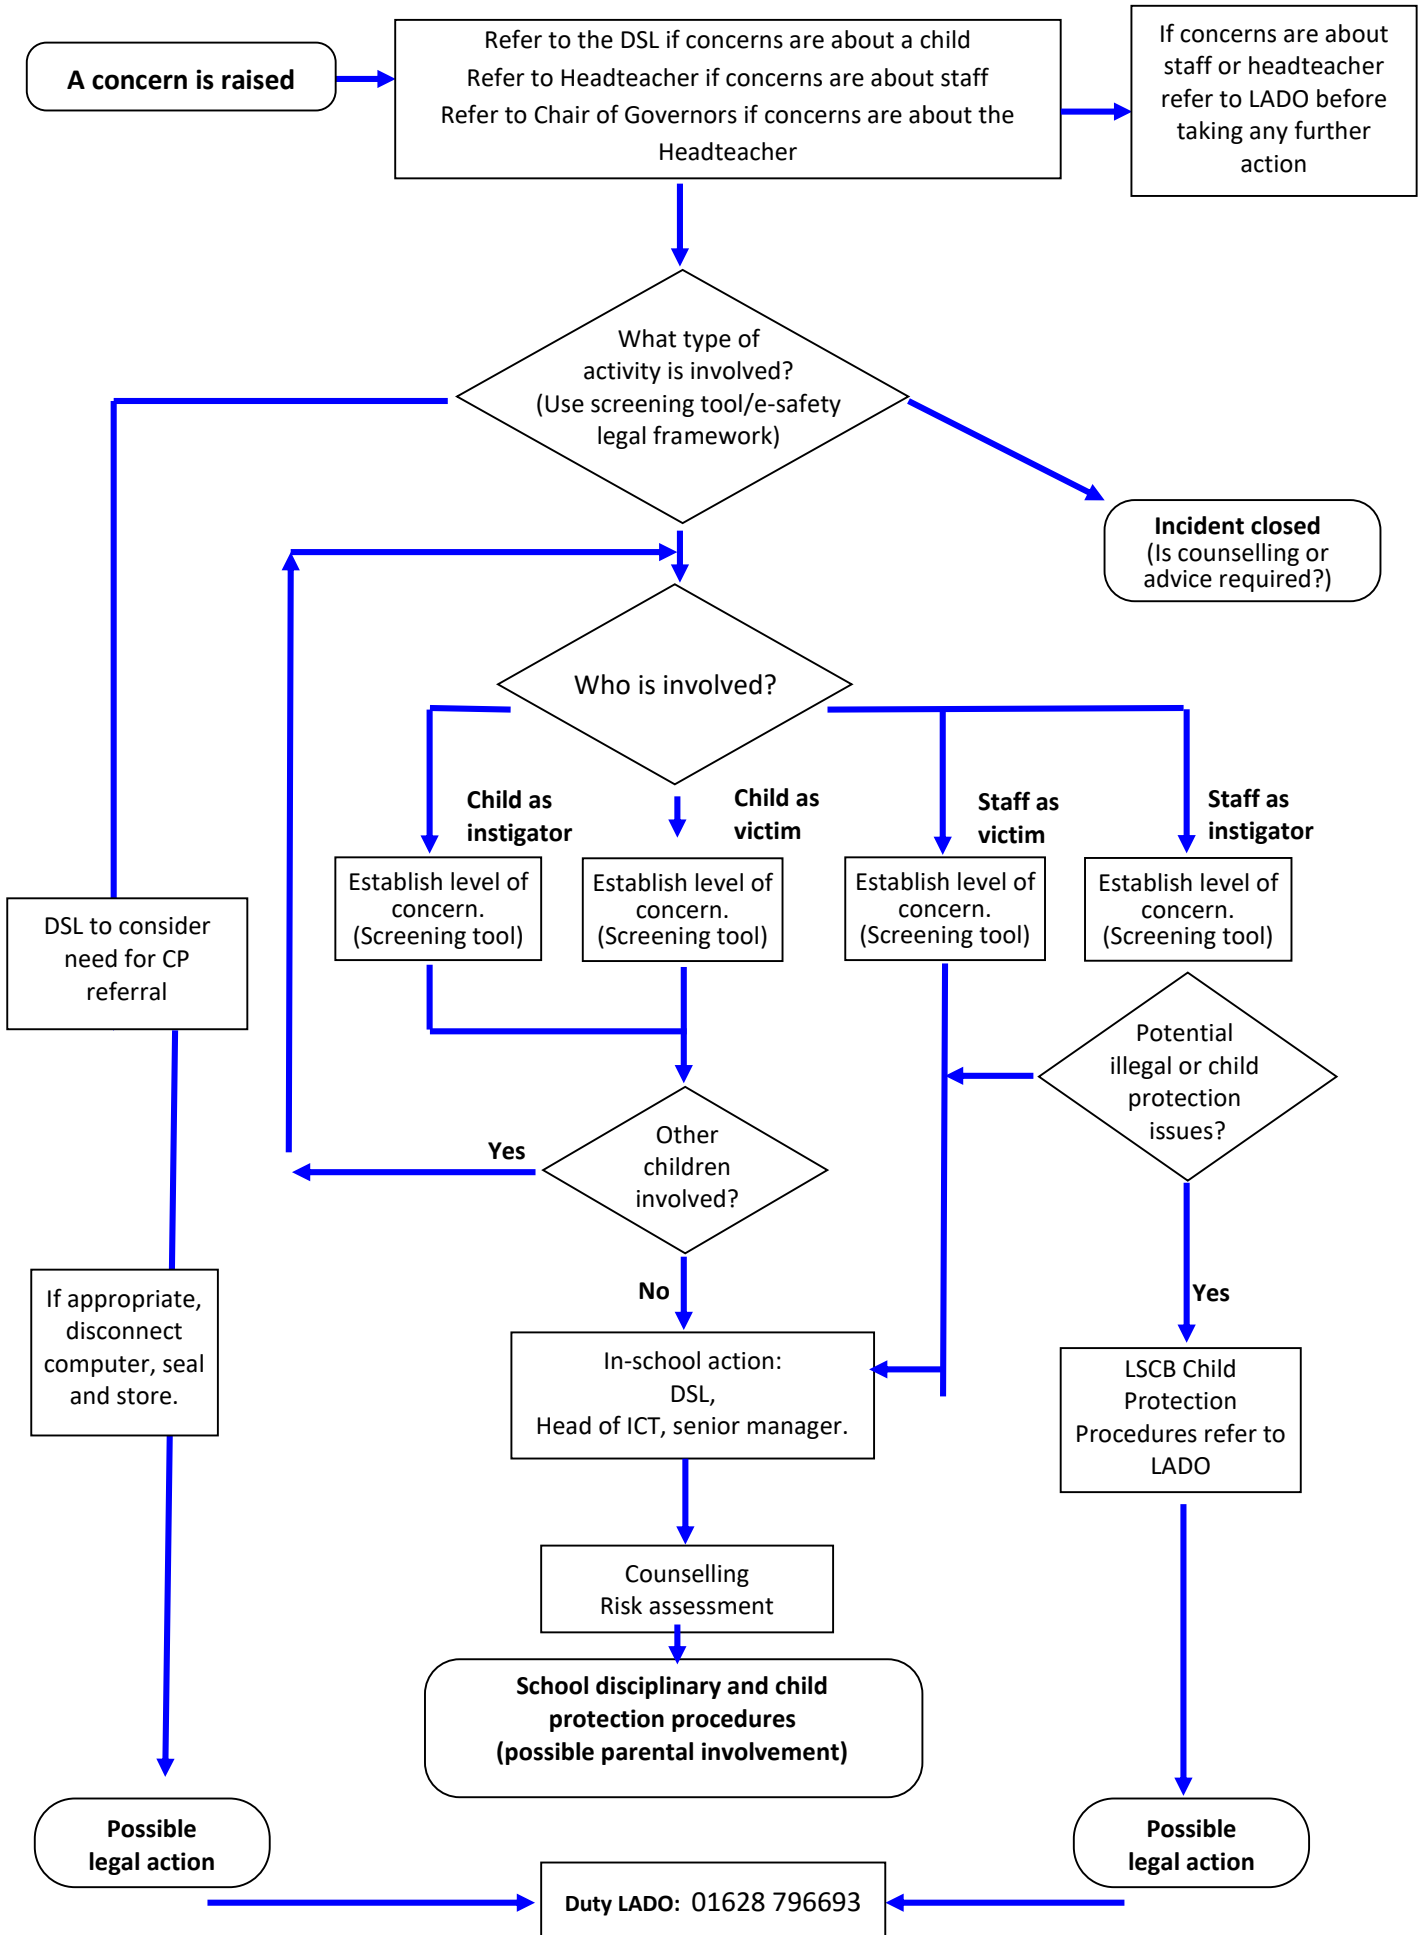 A concern is raised
Refer to the DSL if concerns are about a child
Refer to Headteacher if concerns are about staff
Refer to Chair of Governors if concerns are about the
Headteacher
If concerns are about
staff or headteacher
refer to LADO before
taking any further
action
What type of
activity is involved?
(Use screening tool/e-safety
legal framework)
Incident closed
(Is counselling or
advice required?)
Who is involved?
Child as
instigator
Child as
victim
Staff as
victim
Staff as
instigator
Establish level of
concern.
(Screening tool)
Establish level of
concern.
(Screening tool)
Establish level of
concern.
(Screening tool)
Establish level of
concern.
(Screening tool)
DSL to consider
need for CP
referral
Potential
illegal or child
protection
issues?
Other
children
involved?
Yes
No
Yes
If appropriate,
disconnect
computer, seal
and store.
In-school action:
DSL,
Head of ICT, senior manager.
LSCB Child
Protection
Procedures refer to
LADO
Counselling
Risk assessment
School disciplinary and child
protection procedures
(possible parental involvement)
Possible
legal action
Possible
legal action
Duty LADO: 01628 796693